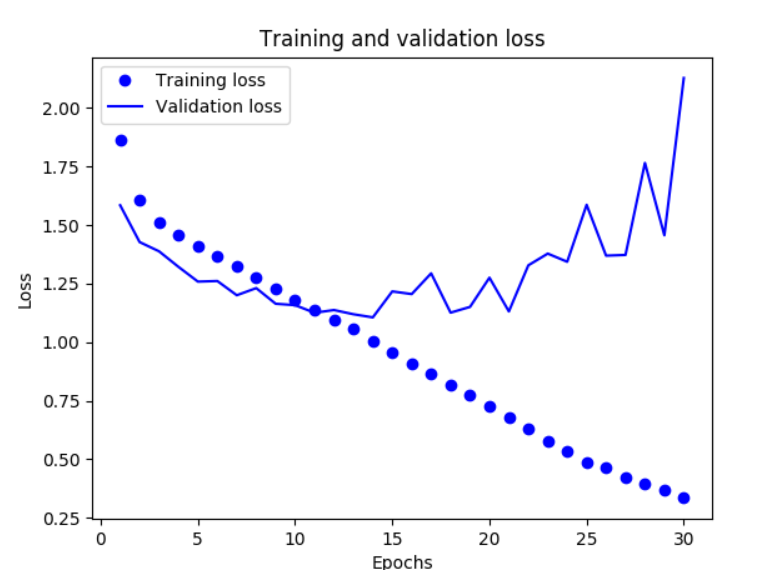 Training and validation loss
Training loss
Validation loss
2.00
1.75
1.50
1.25
1.00
0.75
0.50
0.25
Loss
0 5 10 15 20 25 30
Epochs